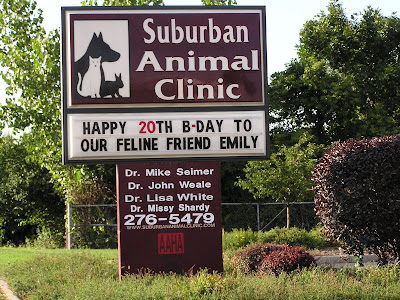 Suburban
Animal
Clinic
HAPPY 20TH B-DAY TO
OUR FELINE FRIEND EMILY
Dr. Mike Seimer
Dr. John Weale
Dr. Lisa White
Dr. Missy Shardy
276-5479
WWW.SUBURBANANIMALCLINIC.COM
AAHA